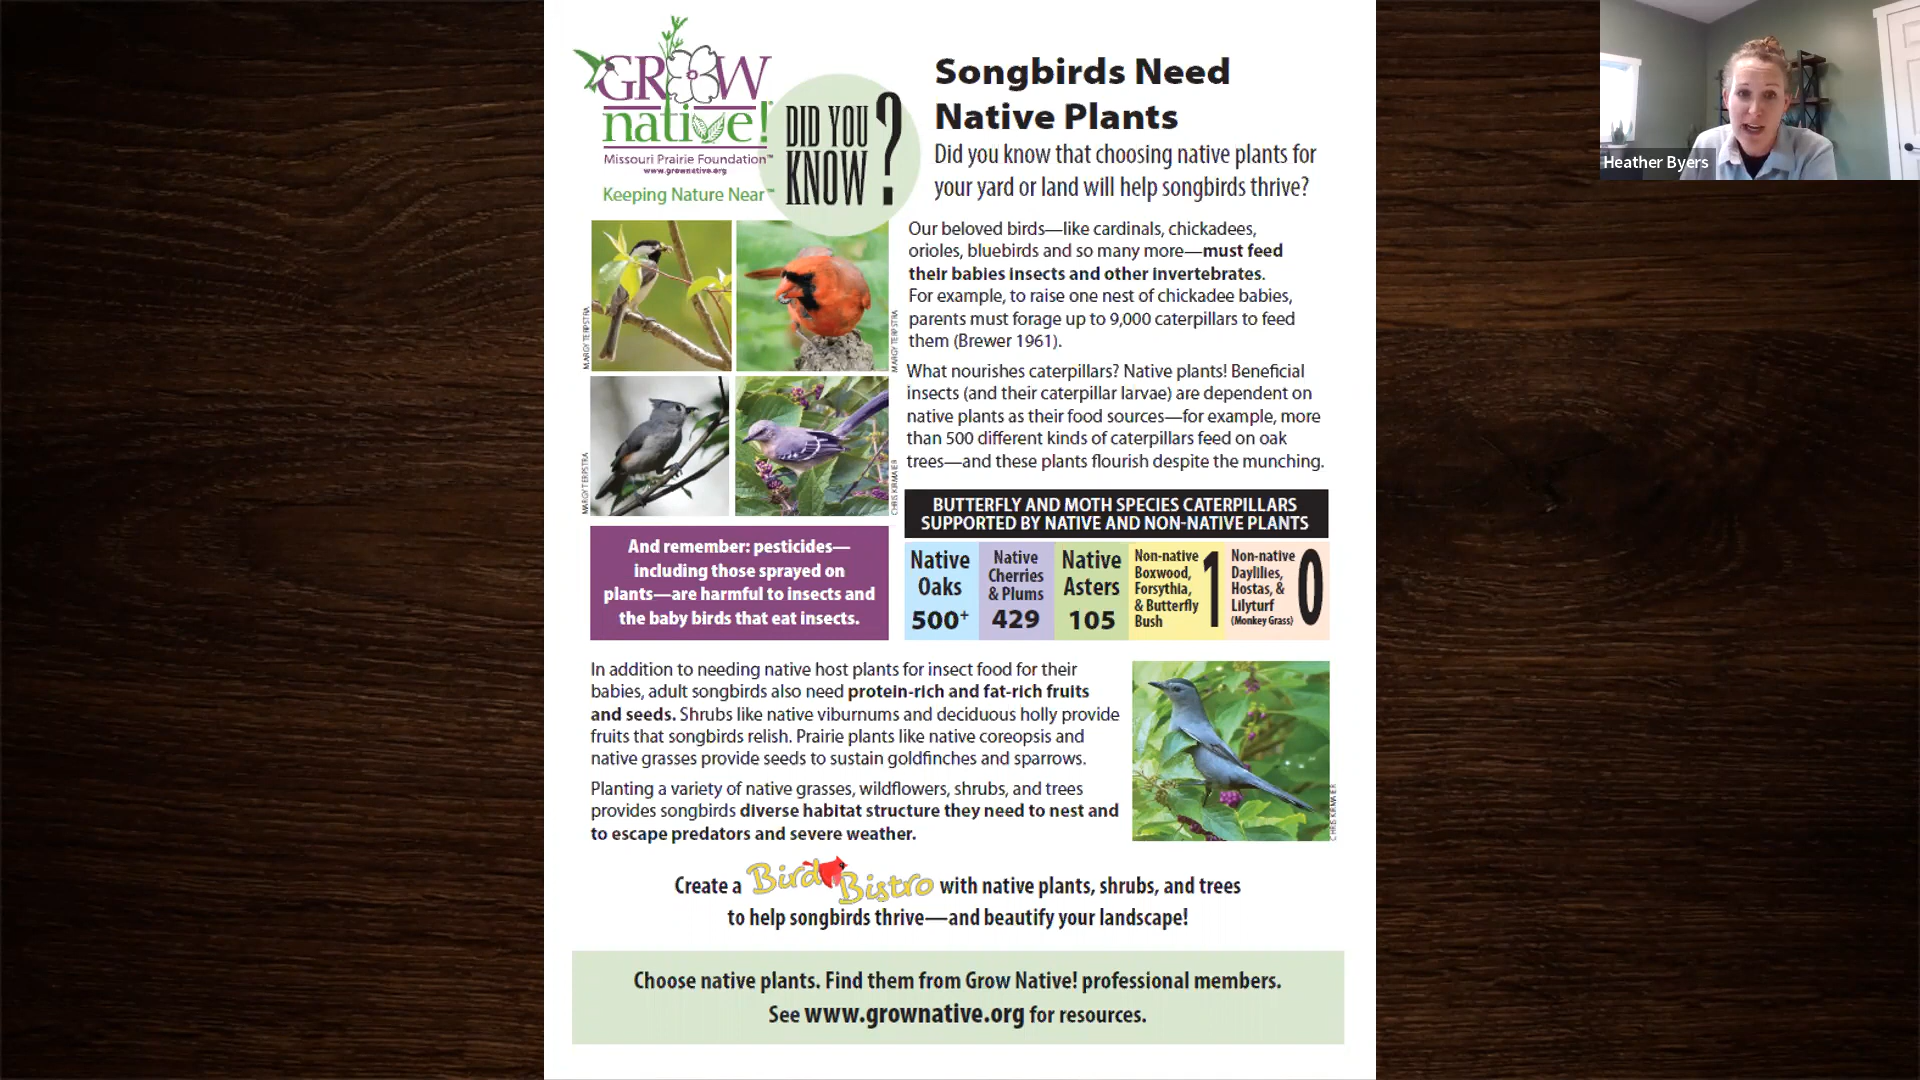 GROW
native!
Missouri Prairie Foundation™
www.grownative.org
Keeping Nature Near™
DID YOU
KNOW ?
Songbirds Need
Native Plants
Did you know that choosing native plants for
your yard or land will help songbirds thrive?
Heather Byers
Our beloved birds—like cardinals, chickadees,
orioles, bluebirds and so many more—must feed
their babies insects and other invertebrates.
For example, to raise one nest of chickadee babies,
parents must forage up to 9,000 caterpillars to feed
them (Brewer 1961).
What nourishes caterpillars? Native plants! Beneficial
insects (and their caterpillar larvae) are dependent on
native plants as their food sources—for example, more
than 500 different kinds of caterpillars feed on oak
trees—and these plants flourish despite the munching.
MARGY TERPSTRA
MARGY TERPSTRA
MARGY TERPSTRA
CHRIS KIRMAIER
And remember: pesticides—
including those sprayed on
plants—are harmful to insects and
the baby birds that eat insects.
BUTTERFLY AND MOTH SPECIES CATERPILLARS
SUPPORTED BY NATIVE AND NON-NATIVE PLANTS
Native
Oaks
500+
Native
Cherries
& Plums
429
Native
Asters
105
Non-native
Boxwood,
Forsythia,
& Butterfly
Bush
1
Non-native
Daylilies,
Hostas, &
Lilyturf
(Monkey Grass)
0
In addition to needing native host plants for insect food for their
babies, adult songbirds also need protein-rich and fat-rich fruits
and seeds. Shrubs like native viburnums and deciduous holly provide
fruits that songbirds relish. Prairie plants like native coreopsis and
native grasses provide seeds to sustain goldfinches and sparrows.
Planting a variety of native grasses, wildflowers, shrubs, and trees
provides songbirds diverse habitat structure they need to nest and
to escape predators and severe weather.
CHRIS KIRMAIER
Create a Bird Bistro with native plants, shrubs, and trees
to help songbirds thrive—and beautify your landscape!
Choose native plants. Find them from Grow Native! professional members.
See www.grownative.org for resources.